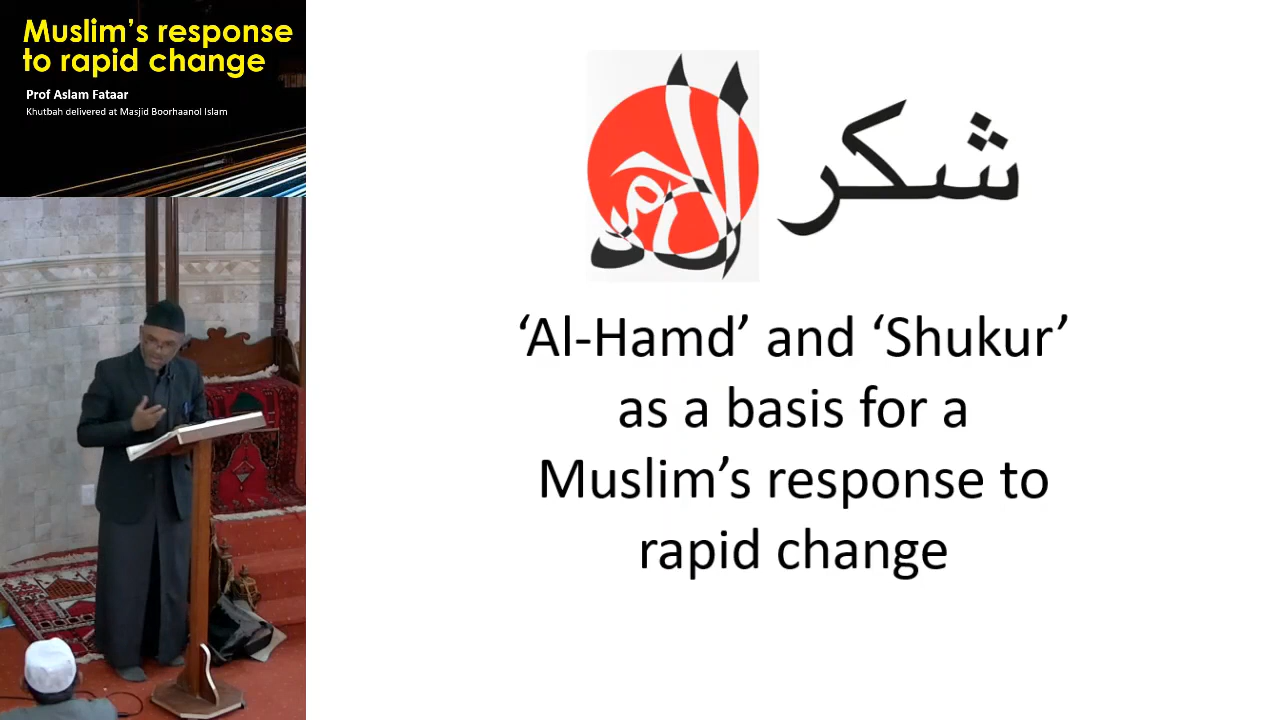 Muslim’s response
to rapid change
Prof Aslam Fataar
Khutbah delivered at Masjid Boorhaanol Islam
شكر
‘Al-Hamd’ and ‘Shukur’
as a basis for a
Muslim’s response to
rapid change